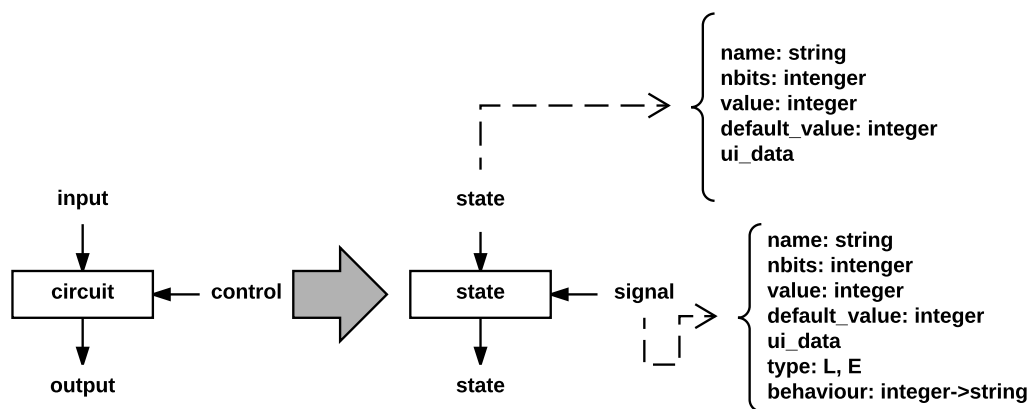 name: string
nbits: intenger
value: integer
default_value: integer
ui_data
input
state
circuit
control
state
signal
output
state
name: string
nbits: intenger
value: integer
default_value: integer
ui_data
type: L, E
behaviour: integer->string